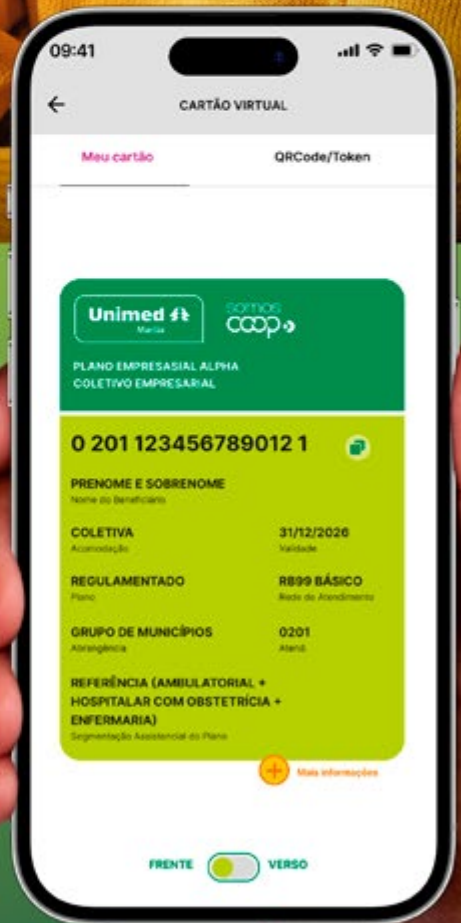 09:41
CARTÃO VIRTUAL
Meu cartão
QRCode/Token
Unimed
somos
coop
PLANO EMPRESASIAL ALPHA
COLETIVO EMPRESARIAL
0 201 123456789012 1
PRENOME E SOBRENOME
Nome do Beneficiário
COLETIVA 31/12/2026
Acomodação Validade
REGULAMENTADO RB99 BÁSICO
Plano Rede de Atendimento
GRUPO DE MUNICÍPIOS 0201
Abrangência Atend.
REFERÊNCIA (AMBULATORIAL +
HOSPITALAR COM OBSTETRÍCIA +
ENFERMARIA)
Segmentação Assistencial do Plano
Mais informações
FRENTE VERSO